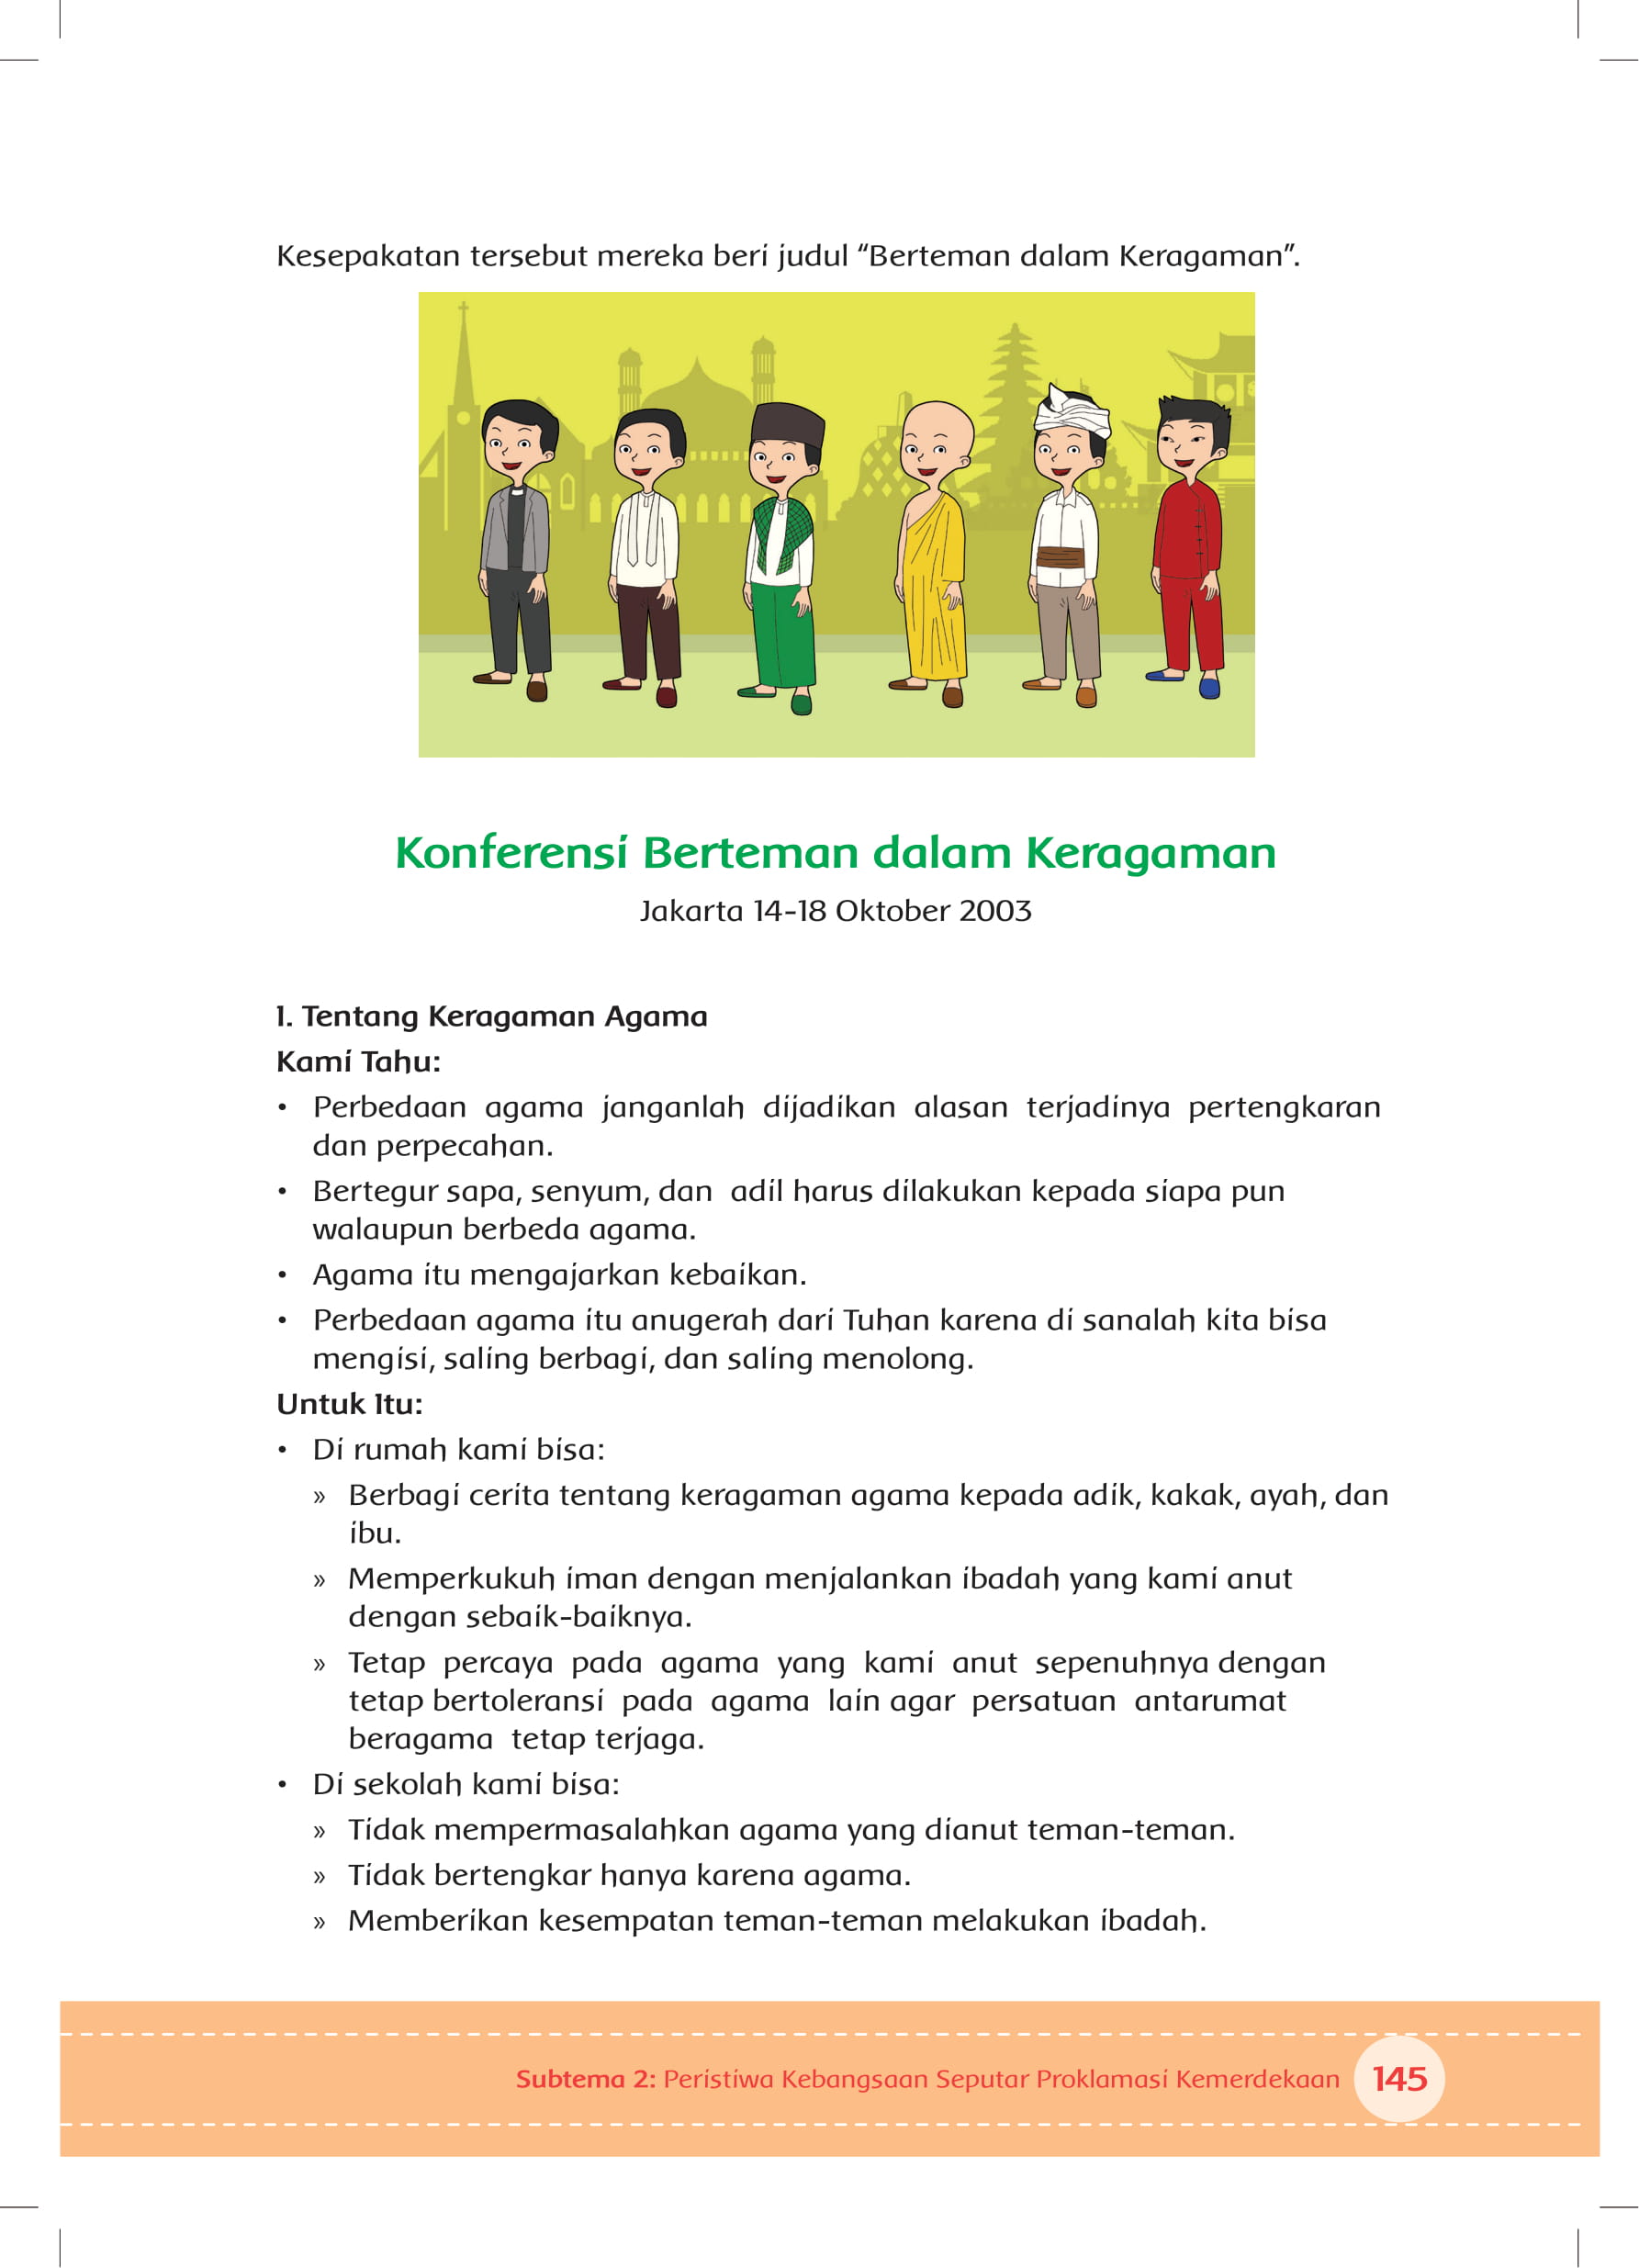 Kesepakatan tersebut mereka beri judul “Berteman dalam Keragaman”.
Konferensi Berteman dalam Keragaman
Jakarta 14-18 Oktober 2003
1. Tentang Keragaman Agama
Kami Tahu:
• Perbedaan agama janganlah dijadikan alasan terjadinya pertengkaran
dan perpecahan.
• Bertegur sapa, senyum, dan adil harus dilakukan kepada siapa pun
walaupun berbeda agama.
• Agama itu mengajarkan kebaikan.
• Perbedaan agama itu anugerah dari Tuhan karena di sanalah kita bisa
mengisi, saling berbagi, dan saling menolong.
Untuk Itu:
• Di rumah kami bisa:
» Berbagi cerita tentang keragaman agama kepada adik, kakak, ayah, dan
ibu.
» Memperkukuh iman dengan menjalankan ibadah yang kami anut
dengan sebaik-baiknya.
» Tetap percaya pada agama yang kami anut sepenuhnya dengan
tetap bertoleransi pada agama lain agar persatuan antarumat
beragama tetap terjaga.
• Di sekolah kami bisa:
» Tidak mempermasalahkan agama yang dianut teman-teman.
» Tidak bertengkar hanya karena agama.
» Memberikan kesempatan teman-teman melakukan ibadah.
Subtema 2: Peristiwa Kebangsaan Seputar Proklamasi Kemerdekaan 145